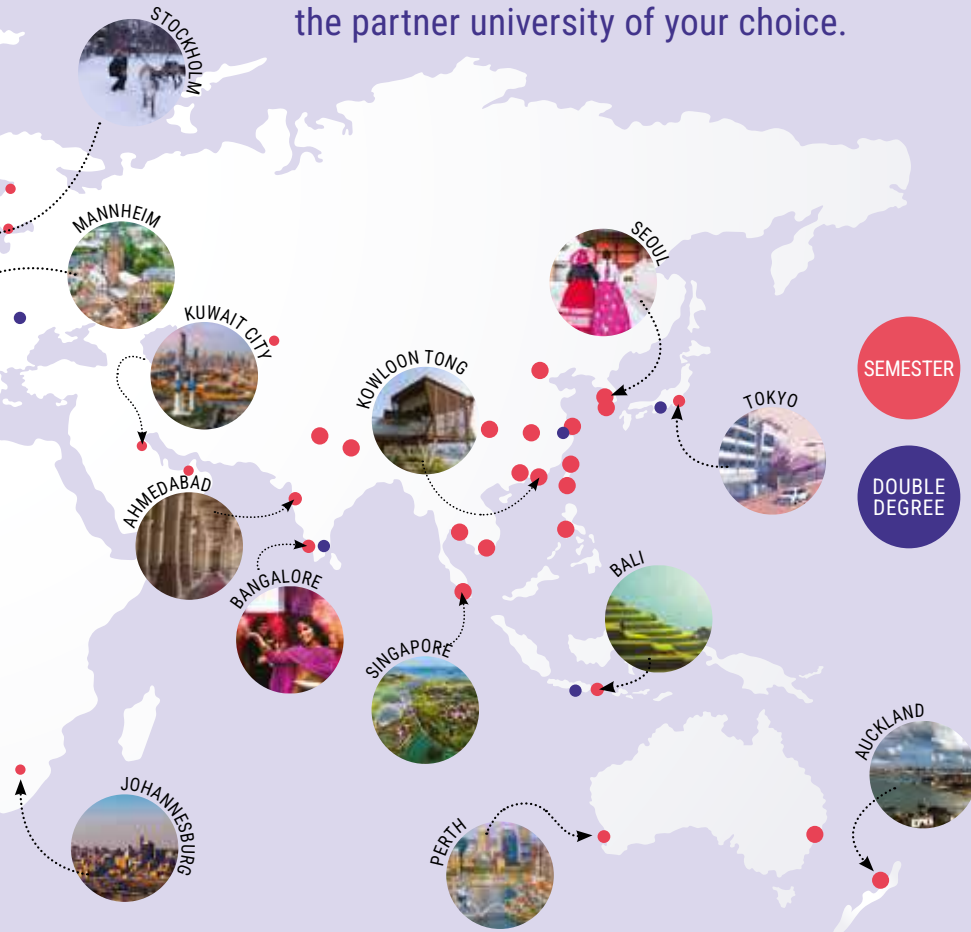 the partner university of your choice.
STOCKHOLM
MANNHEIM
KUWAIT CITY
SEOUL
KOWLOON TONG
SEMESTER
TOKYO
AHMEDABAD
DOUBLE
DEGREE
BANGALORE
BALI
SINGAPORE
AUCKLAND
JOHANNESBURG
PERTH